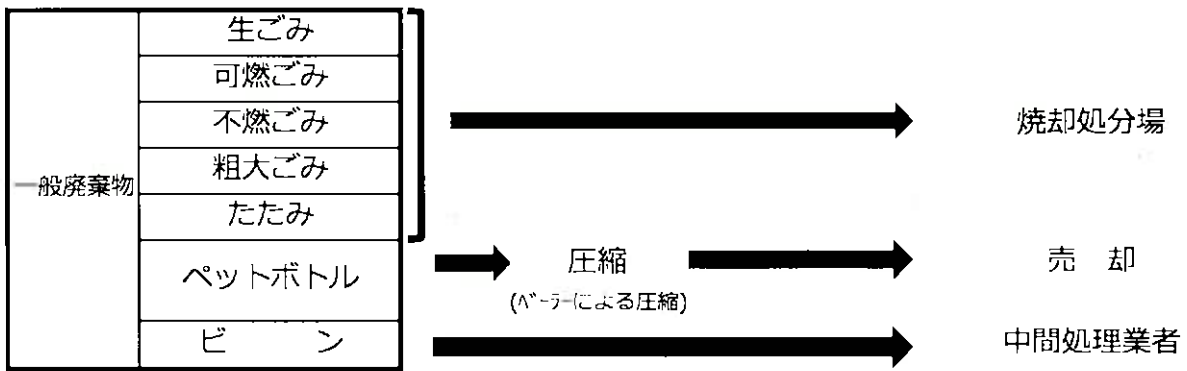 一般廃棄物
生ごみ
可燃ごみ
不燃ごみ
粗大ごみ
たたみ
焼却処分場
ペットボトル
圧縮
(ベーラーによる圧縮)
売 却
ビ ン
中間処理業者